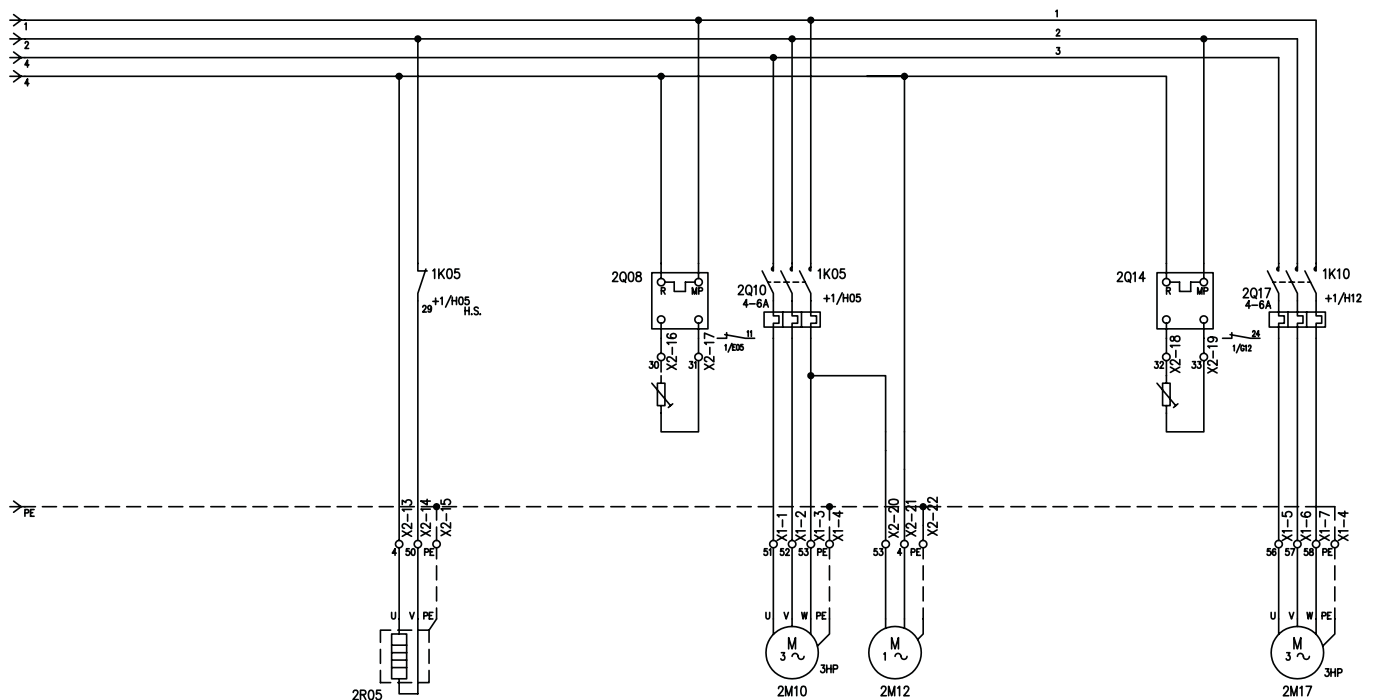 1
2
4
4
1
2
3
1K05
+1/H05
29
H.S.
2Q08
R
MP
30
X2-16
31
X2-17
11
1/E05
2Q10
4-6A
1K05
+1/H05
2Q14
R
MP
32
X2-18
33
X2-19
24
1/G12
2Q17
4-6A
1K10
+1/H12
PE
X2-13
X2-14
X2-15
4
50
PE
X1-1
X1-2
X1-3
X1-4
51
52
53
PE
X2-20
X2-21
X2-22
53
4
PE
X1-5
X1-6
X1-7
X1-4
56
57
58
PE
U
V
PE
U
V
W
PE
U
V
W
PE
M
3 ~
3HP
M
1 ~
M
3 ~
3HP
2R05
2M10
2M12
2M17